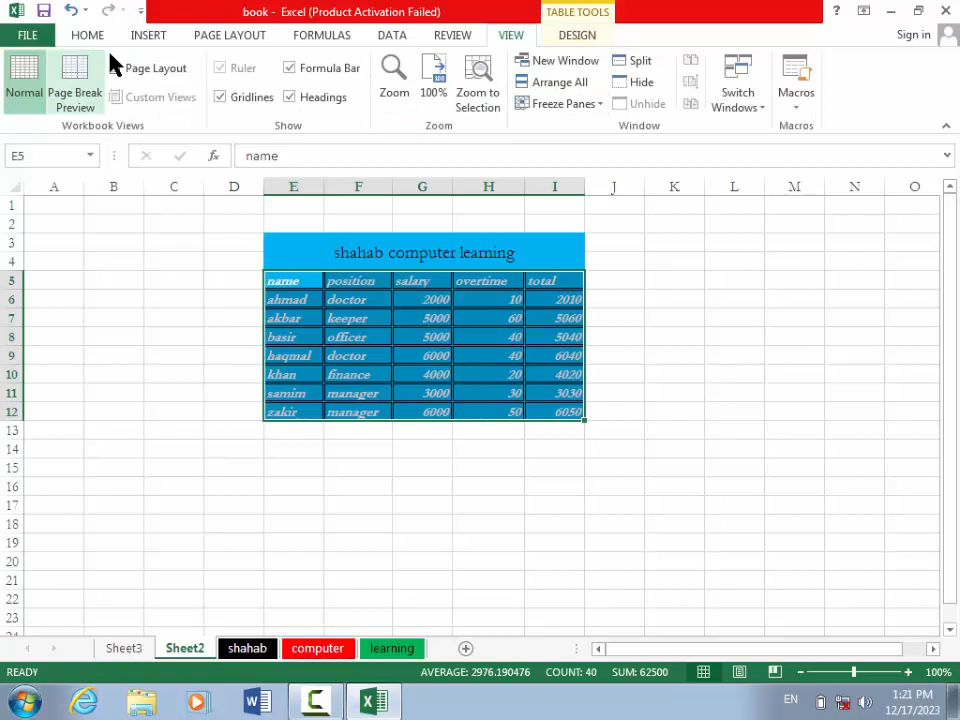 book - Excel (Product Activation Failed)
TABLE TOOLS
FILE HOME INSERT PAGE LAYOUT FORMULAS DATA REVIEW VIEW DESIGN Sign in
Normal
Page Break Preview
Page Layout
Custom Views
Workbook Views
Ruler
Formula Bar
Gridlines
Headings
Show
Zoom
100%
Zoom to Selection
Zoom
New Window
Arrange All
Freeze Panes
Split
Hide
Unhide
Switch Windows
Window
Macros
Macros
E5 fx name
A B C D E F G H I J K L M N O
1
2
3
shahab computer learning
4
5 name position salary overtime total
6 ahmad doctor 2000 10 2010
7 akbar keeper 5000 60 5060
8 basir officer 5000 40 5040
9 haqmal doctor 6000 40 6040
10 khan finance 4000 20 4020
11 samim manager 3000 30 3030
12 zakir manager 6000 50 6050
13
14
15
16
17
18
19
20
21
22
23
Sheet3 Sheet2 shahab computer learning
READY AVERAGE: 2976.190476 COUNT: 40 SUM: 62500 100%
EN 1:21 PM
12/17/2023